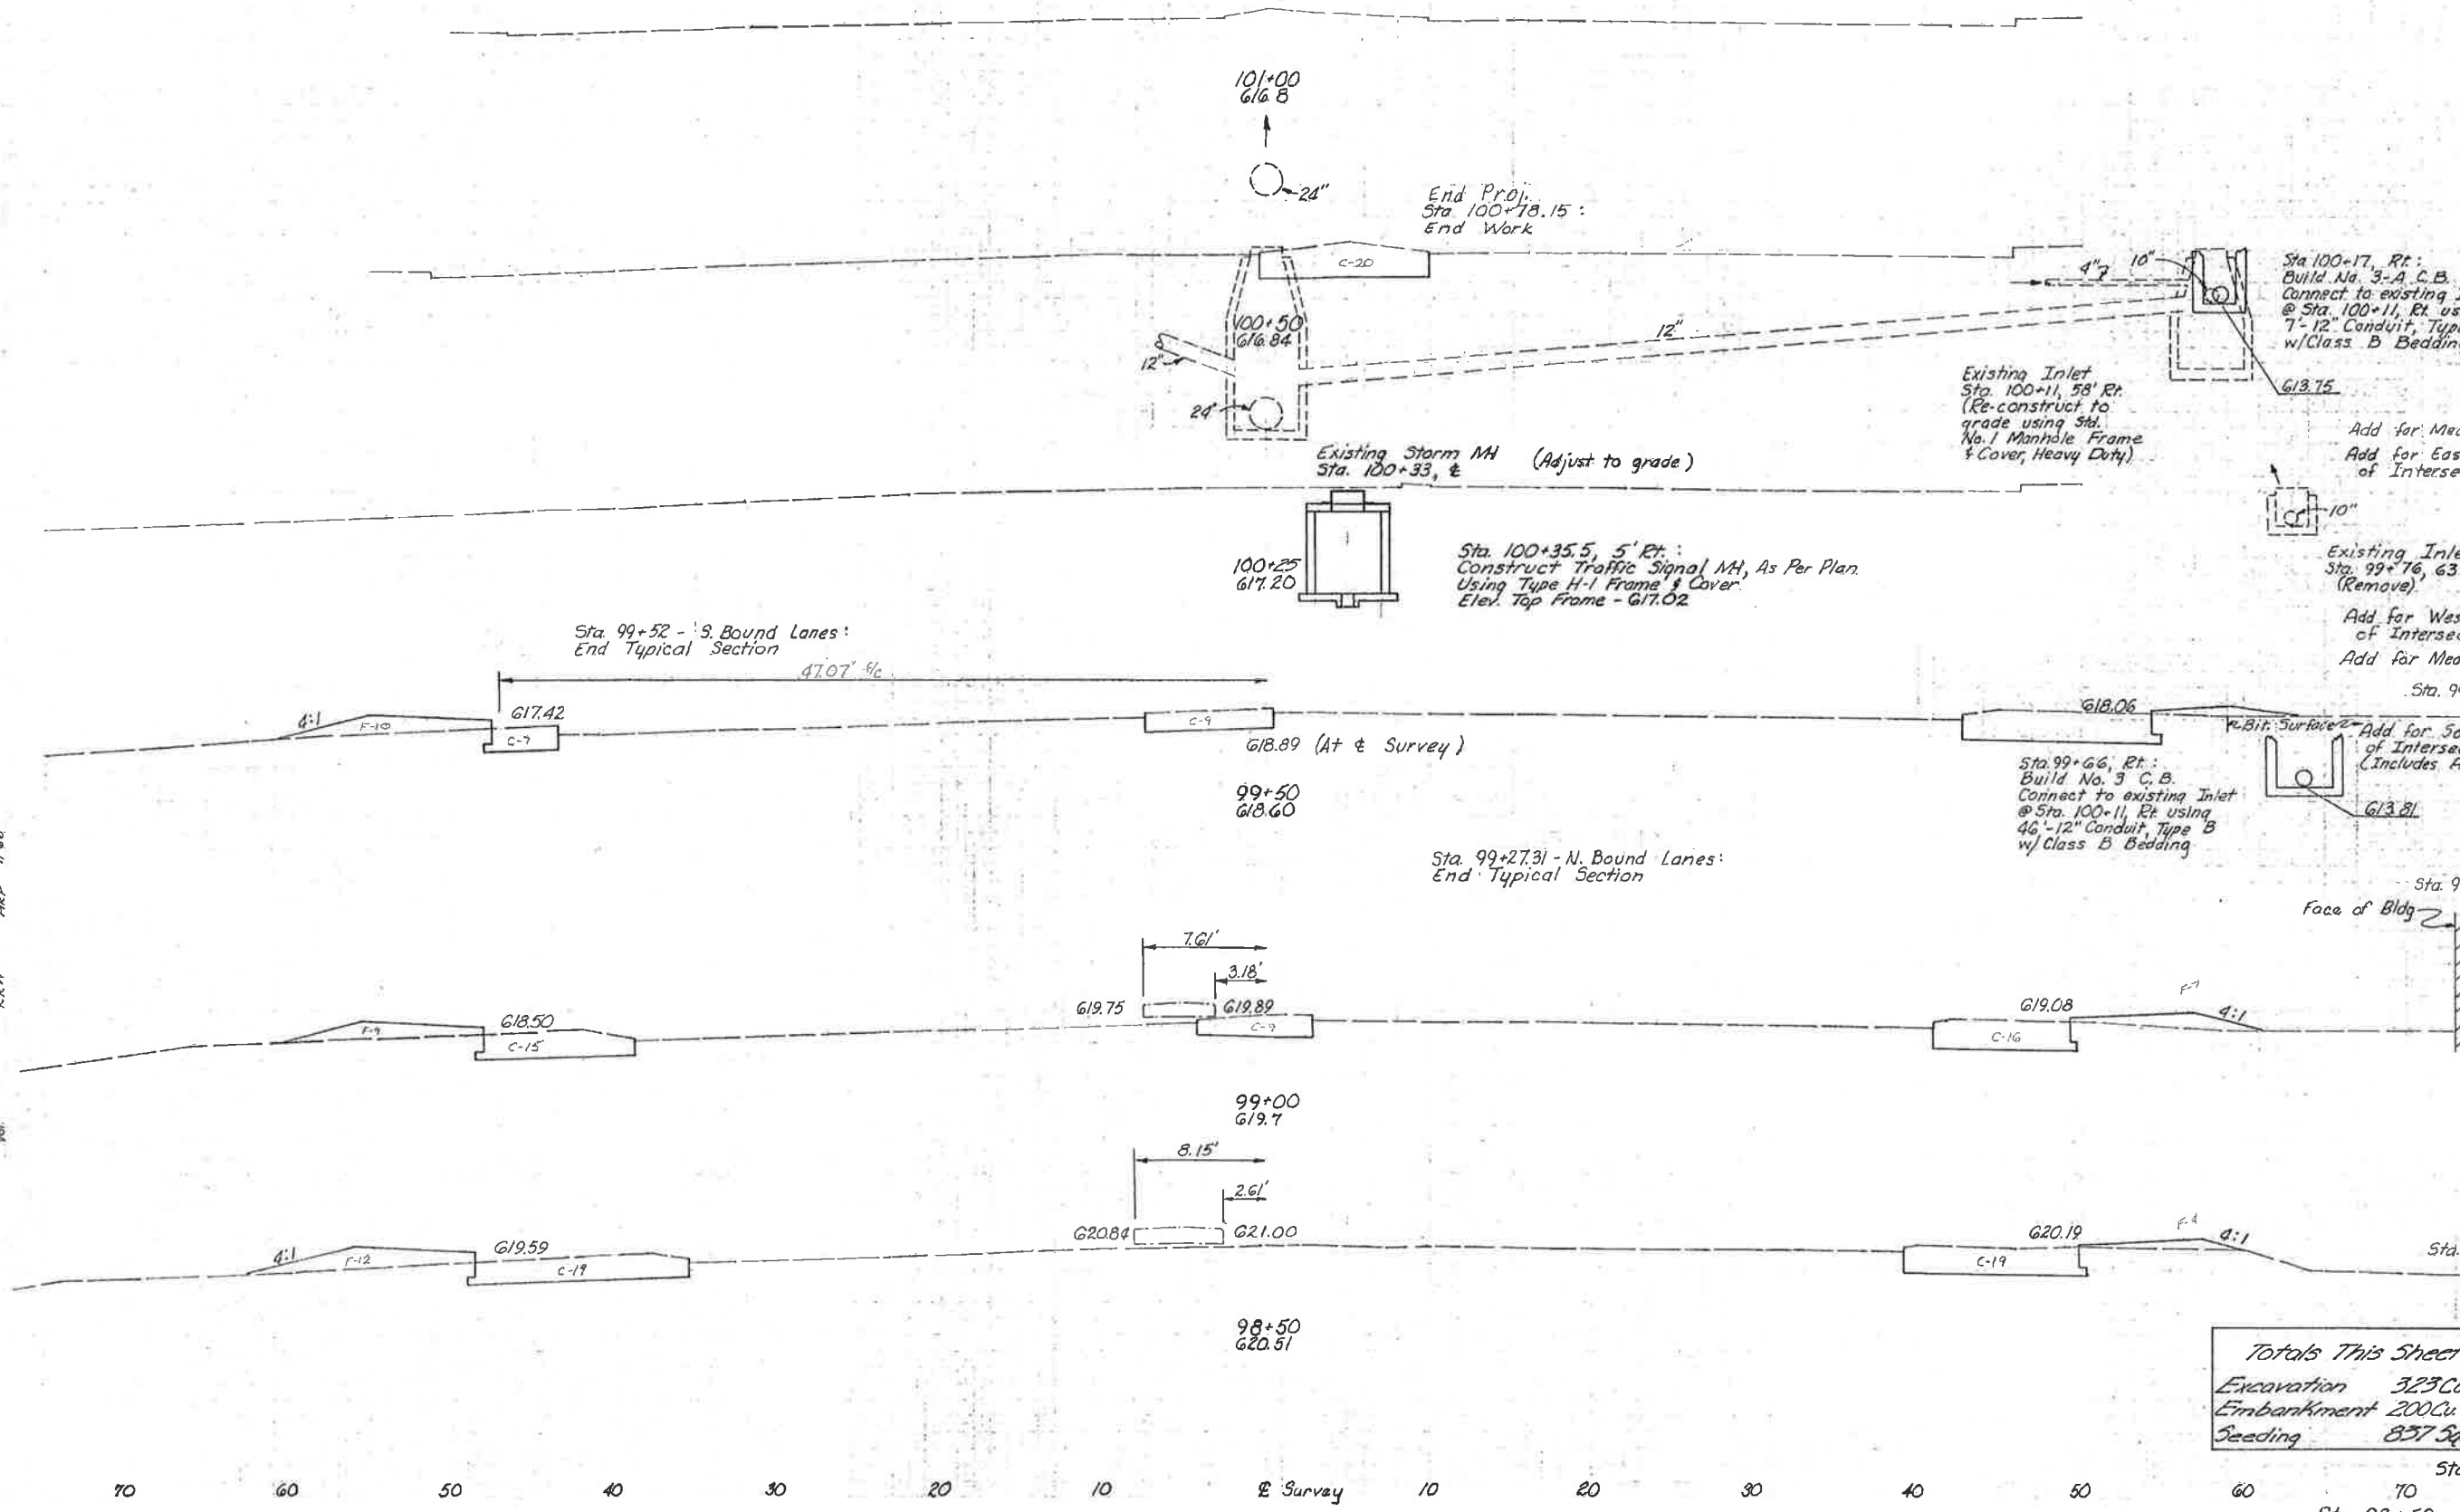 101+00
616.8
24"
End Proj.
Sta. 100+78.15 :
End Work
C-20
100+50
616.84
12"
24"
12"
4"
10"
Sta 100+17, Rt. :
Build No. 3-A C.B.
Connect to existing
@ Sta. 100+11, Rt. us
7'-12" Conduit, Typ
w/Class B Beddin
613.75
Existing Inlet
Sta. 100+11, 58' Rt.
(Re-construct to
grade using Std.
No. 1 Manhole Frame
& Cover, Heavy Duty)
Add for Med
Add for Eas
of Interse
Existing Storm MH (Adjust to grade)
Sta. 100+33, ℄
10"
Existing Inle
Sta. 99+76, 63
(Remove)
100+25
617.20
Sta. 100+35.5, 5' Rt. :
Construct Traffic Signal MH, As Per Plan
Using Type H-1 Frame & Cover
Elev. Top Frame - 617.02
Add for Wes
of Interse
Add for Med
Sta. 99+52 - S. Bound Lanes :
End Typical Section
47.07' f/c
Sta. 9
4:1
F-10
617.42
C-7
C-9
618.89 (At ℄ Survey)
618.06
Bit. Surface
Add for So
of Interse
(Includes A
99+50
618.60
Sta. 99+66, Rt. :
Build No. 3 C.B.
Connect to existing Inlet
@ Sta. 100+11, Rt. using
46'-12" Conduit, Type B
w/ Class B Bedding
613.81
Sta. 99+27.31 - N. Bound Lanes :
End Typical Section
Sta. 9
Face of Bldg
7.61'
3.18'
F-9
618.50
C-15
619.75
619.89
C-9
619.08
C-16
F-7
4:1
99+00
619.7
8.15'
2.61'
4:1
F-12
619.59
C-19
620.84
621.00
620.19
C-19
F-4
4:1
Std.
98+50
620.51
Totals This Sheet
Excavation 323 Cu
Embankment 200 Cu.
Seeding 837 Sq
70 60 50 40 30 20 10 ℄ Survey 10 20 30 40 50 60 70